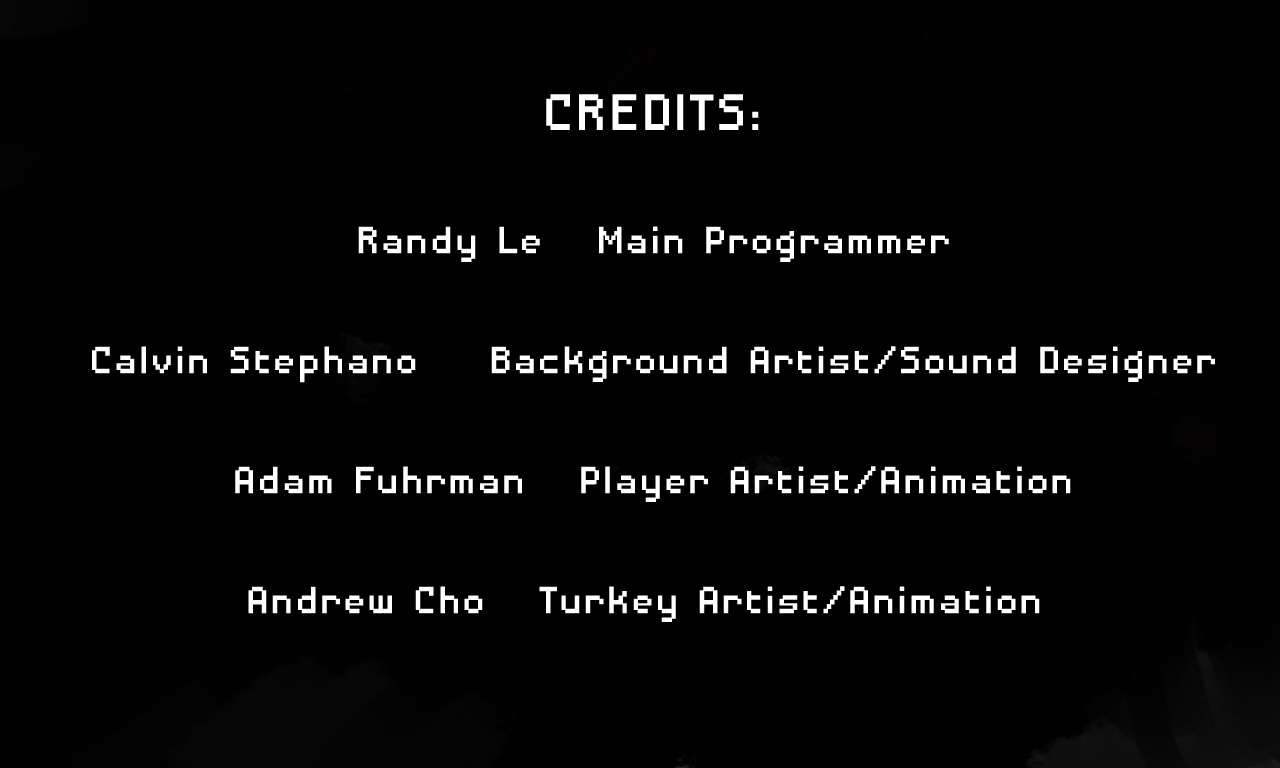 CREDITS:
Randy Le Main Programmer
Calvin Stephano Background Artist/Sound Designer
Adam Fuhrman Player Artist/Animation
Andrew Cho Turkey Artist/Animation